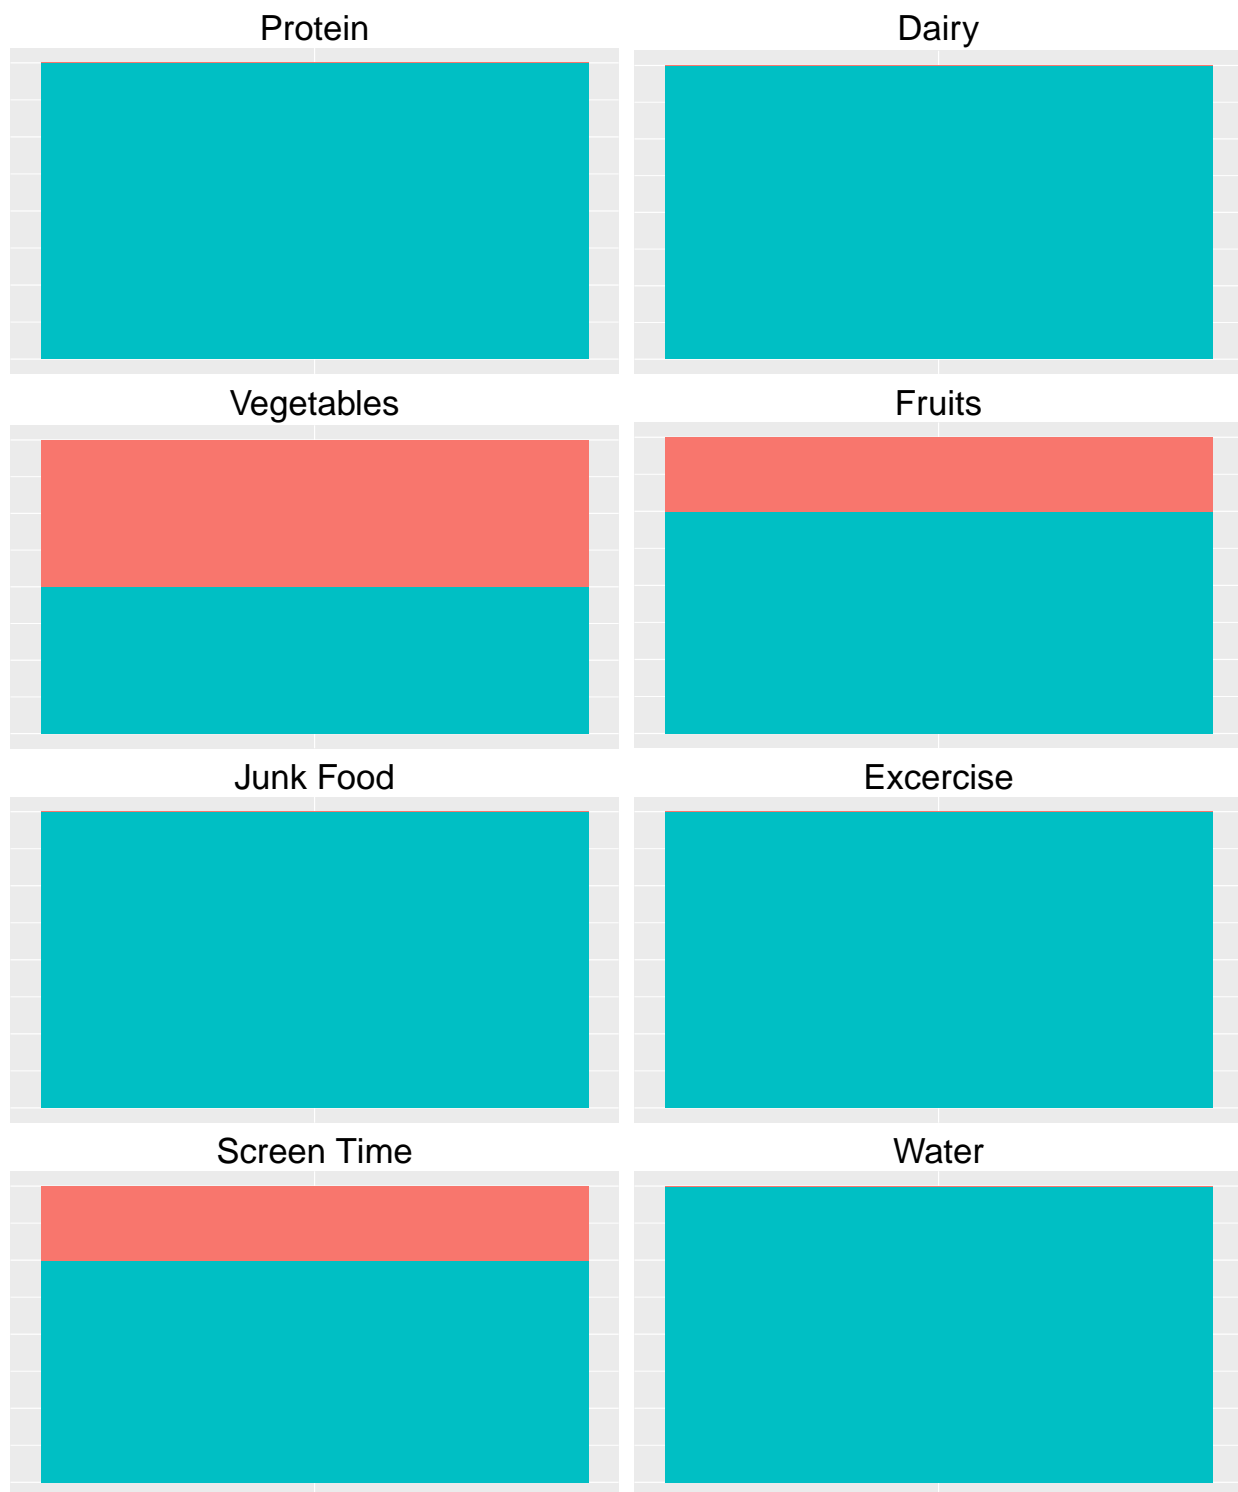 Protein
Dairy
Vegetables
Fruits
Junk Food
Excercise
Screen Time
Water